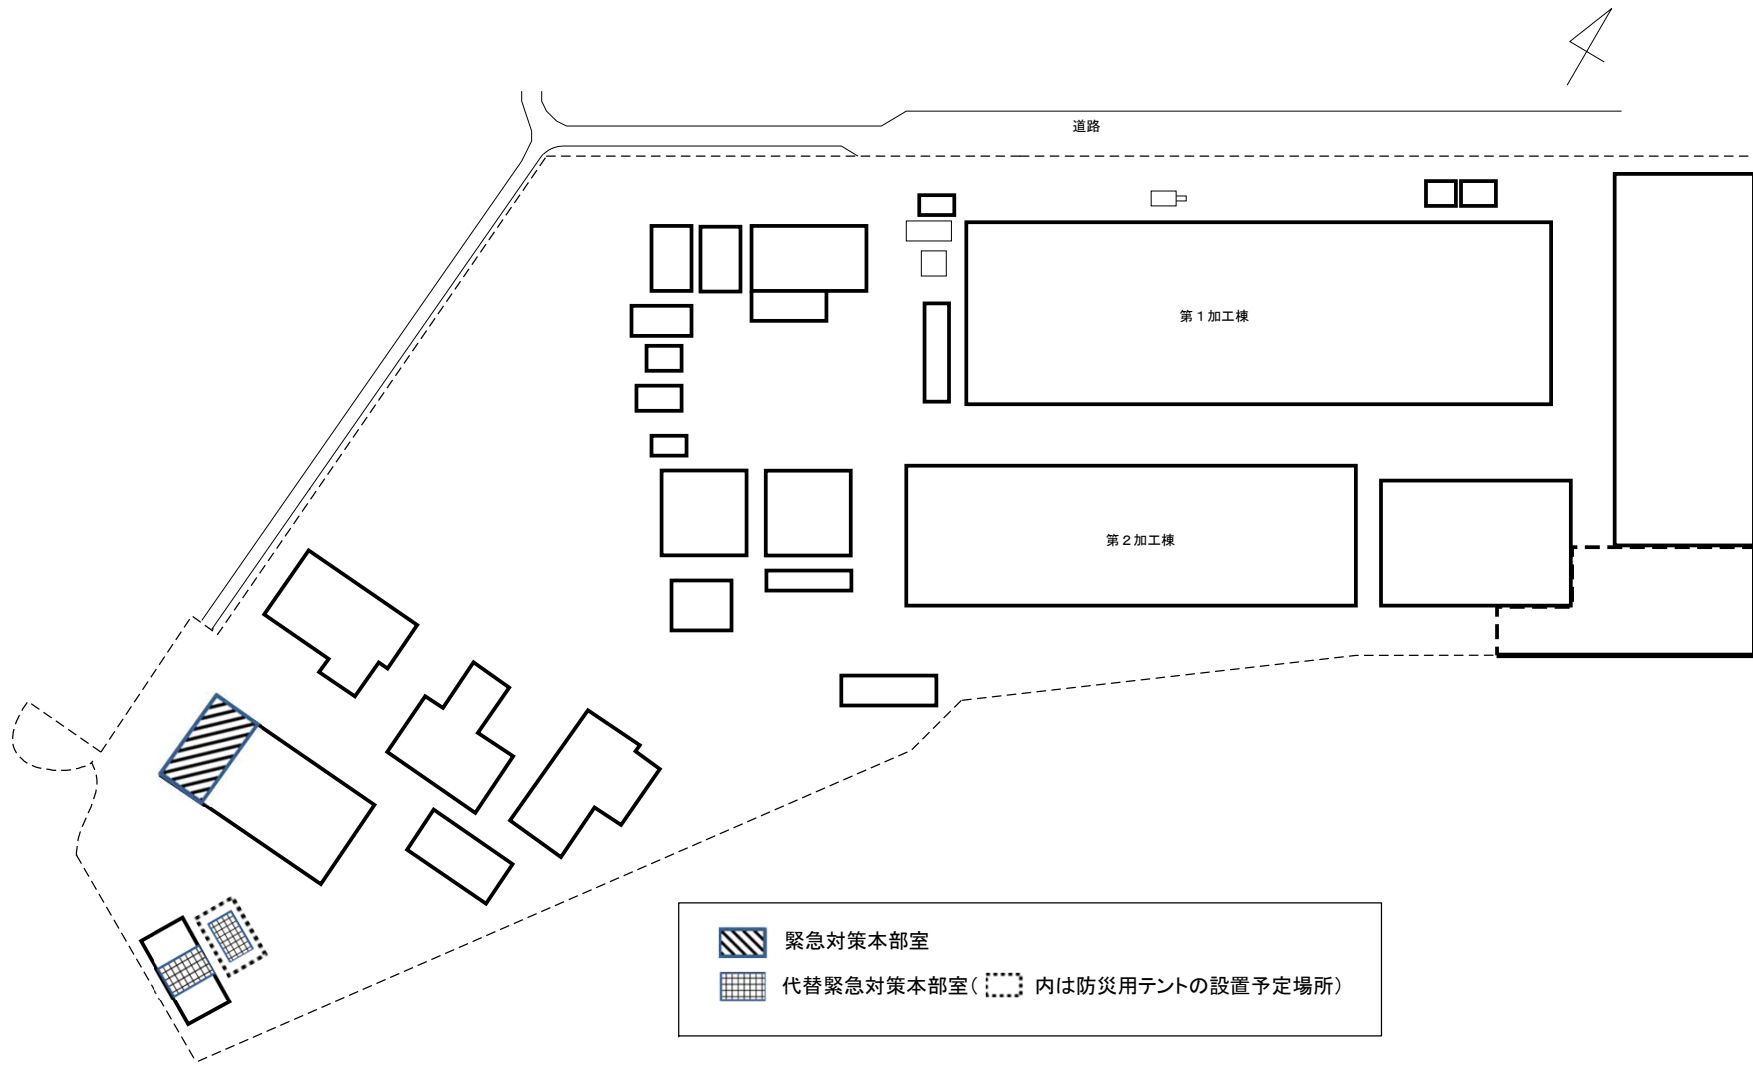 道路
第１加工棟
第２加工棟
緊急対策本部室
代替緊急対策本部室( 内は防災用テントの設置予定場所)